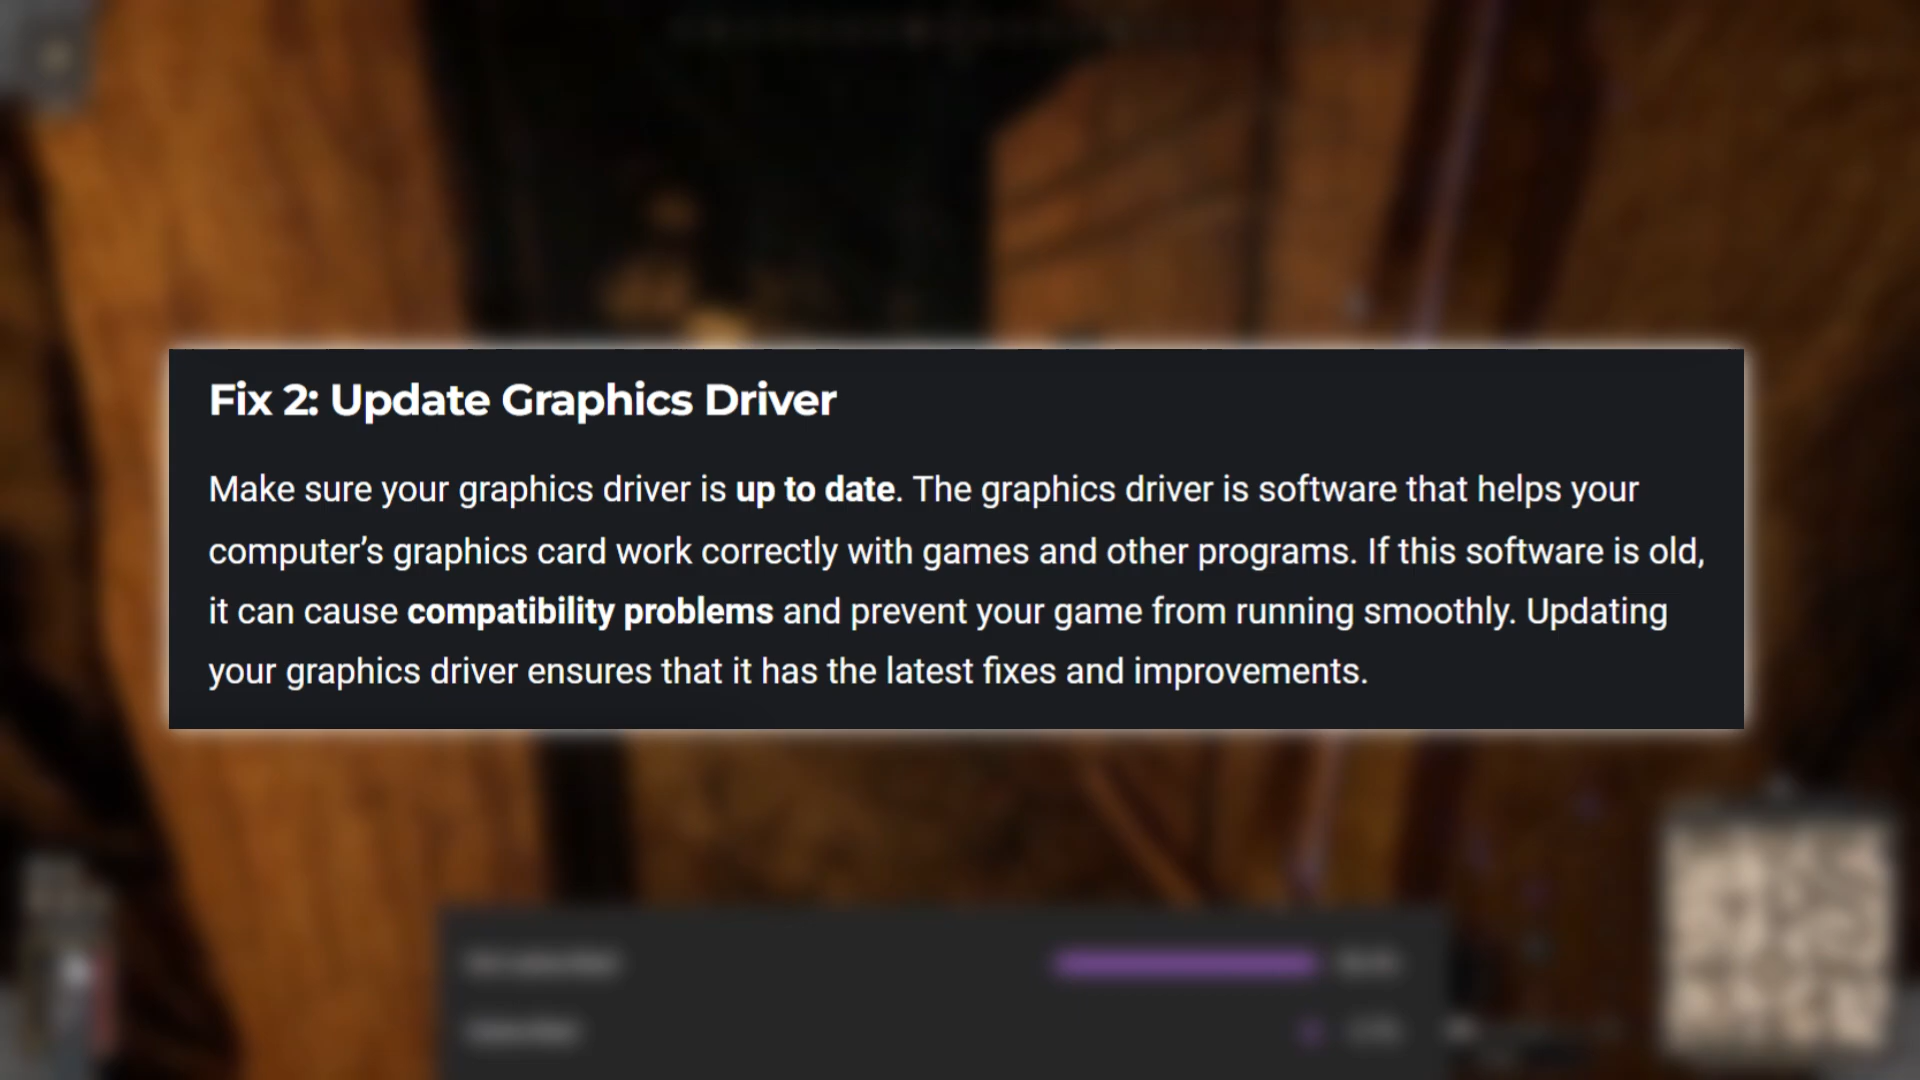 Fix 2: Update Graphics Driver
Make sure your graphics driver is up to date. The graphics driver is software that helps your
computer’s graphics card work correctly with games and other programs. If this software is old,
it can cause compatibility problems and prevent your game from running smoothly. Updating
your graphics driver ensures that it has the latest fixes and improvements.